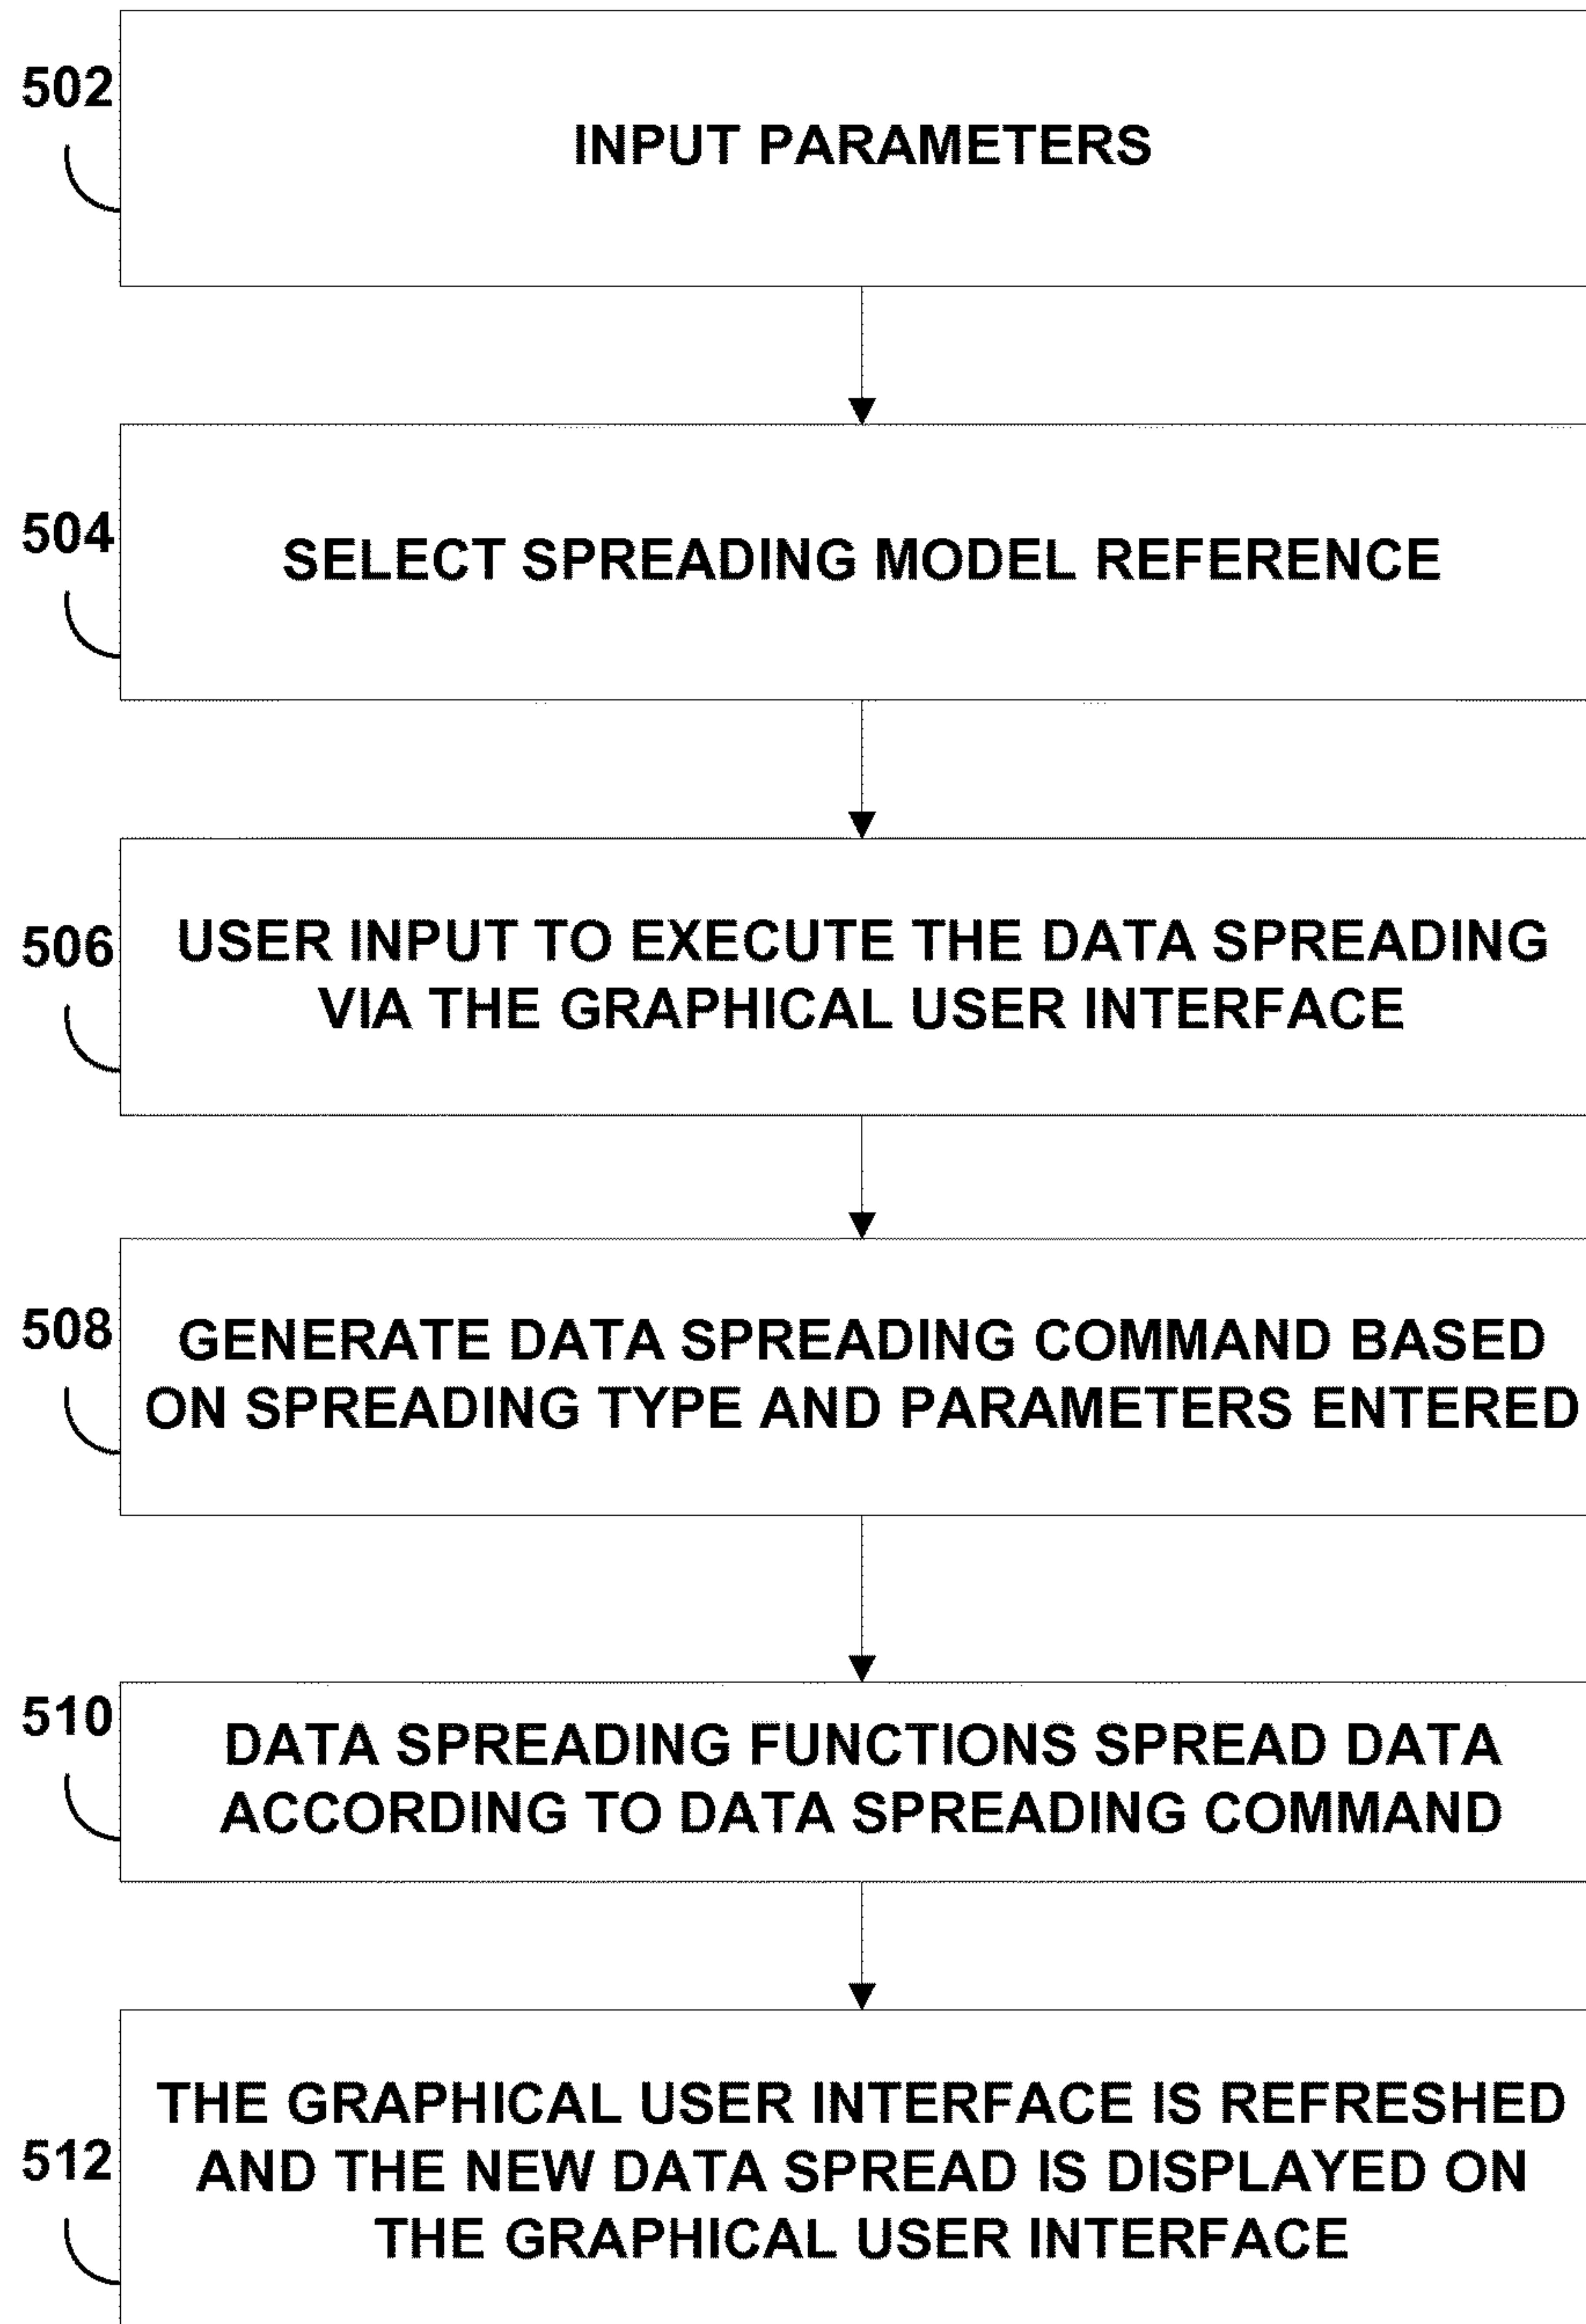 502
INPUT PARAMETERS
504
SELECT SPREADING MODEL REFERENCE
506
USER INPUT TO EXECUTE THE DATA SPREADING
VIA THE GRAPHICAL USER INTERFACE
508
GENERATE DATA SPREADING COMMAND BASED
ON SPREADING TYPE AND PARAMETERS ENTERED
510
DATA SPREADING FUNCTIONS SPREAD DATA
ACCORDING TO DATA SPREADING COMMAND
512
THE GRAPHICAL USER INTERFACE IS REFRESHED
AND THE NEW DATA SPREAD IS DISPLAYED ON
THE GRAPHICAL USER INTERFACE